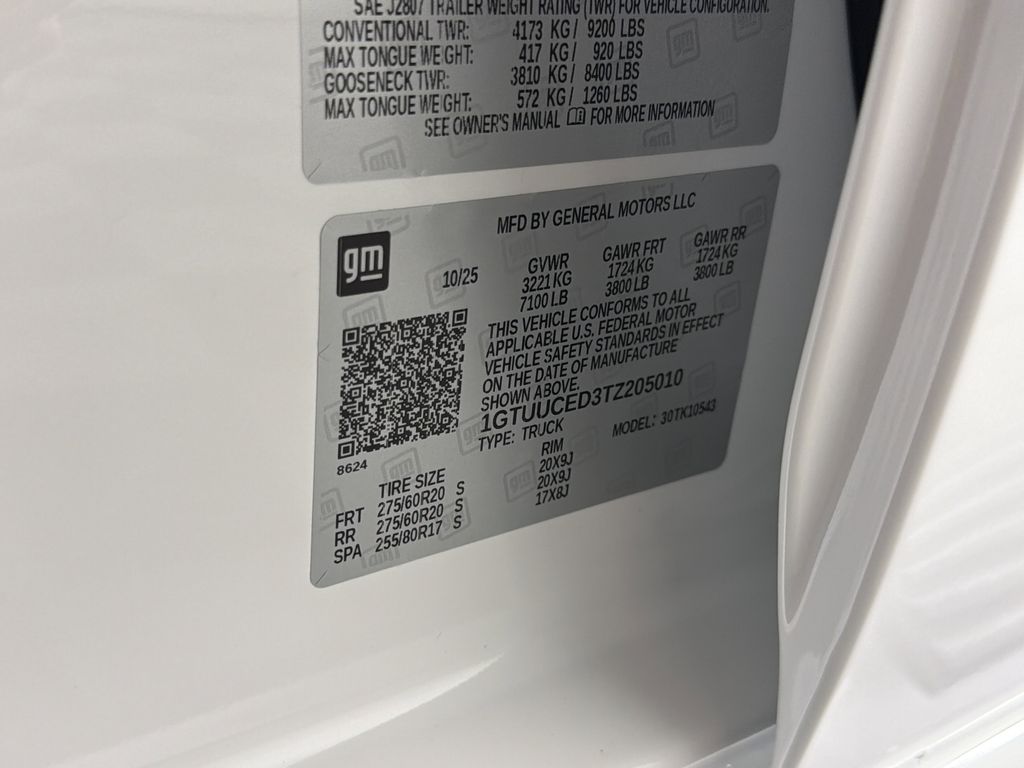 SAE J2807 TRAILER WEIGHT RATING (TWR) FOR VEHICLE CONFIGURATION.
CONVENTIONAL TWR: 4173 KG/ 9200 LBS
MAX TONGUE WEIGHT: 417 KG/ 920 LBS
GOOSENECK TWR: 3810 KG/ 8400 LBS
MAX TONGUE WEIGHT: 572 KG/ 1260 LBS
SEE OWNER'S MANUAL FOR MORE INFORMATION
MFD BY GENERAL MOTORS LLC
gm
10/25
GVWR GAWR FRT GAWR RR
3221 KG 1724 KG 1724 KG
7100 LB 3800 LB 3800 LB
THIS VEHICLE CONFORMS TO ALL
APPLICABLE U.S. FEDERAL MOTOR
VEHICLE SAFETY STANDARDS IN EFFECT
ON THE DATE OF MANUFACTURE
SHOWN ABOVE.
1GTUUCED3TZ205010
TYPE: TRUCK MODEL: 30TK10543
8624
TIRE SIZE RIM
FRT 275/60R20 S 20X9J
RR 275/60R20 S 20X9J
SPA 255/80R17 S 17X8J